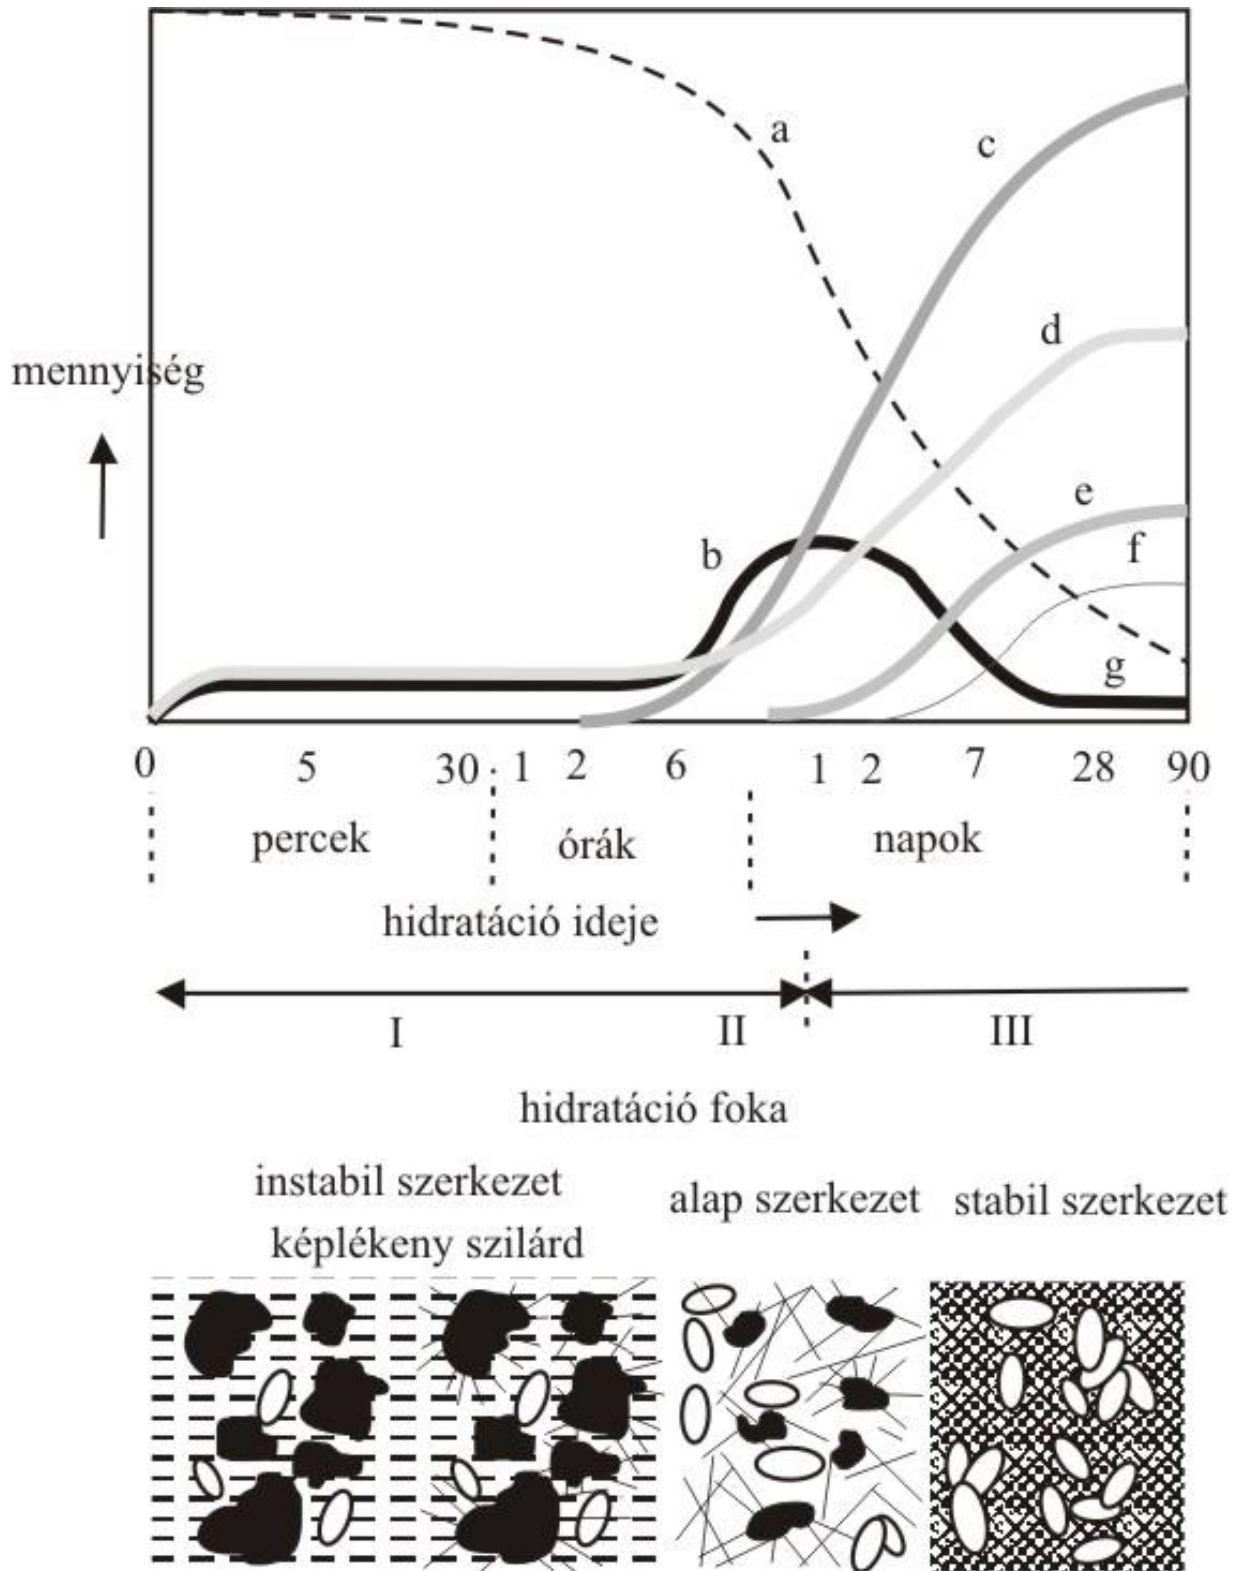 a
c
d
mennyiség
e
b
f
g
0 5 30 1 2 6 1 2 7 28 90
percek órák napok
hidratáció ideje
I II III
hidratáció foka
instabil szerkezet
képlékeny szilárd
alap szerkezet
stabil szerkezet